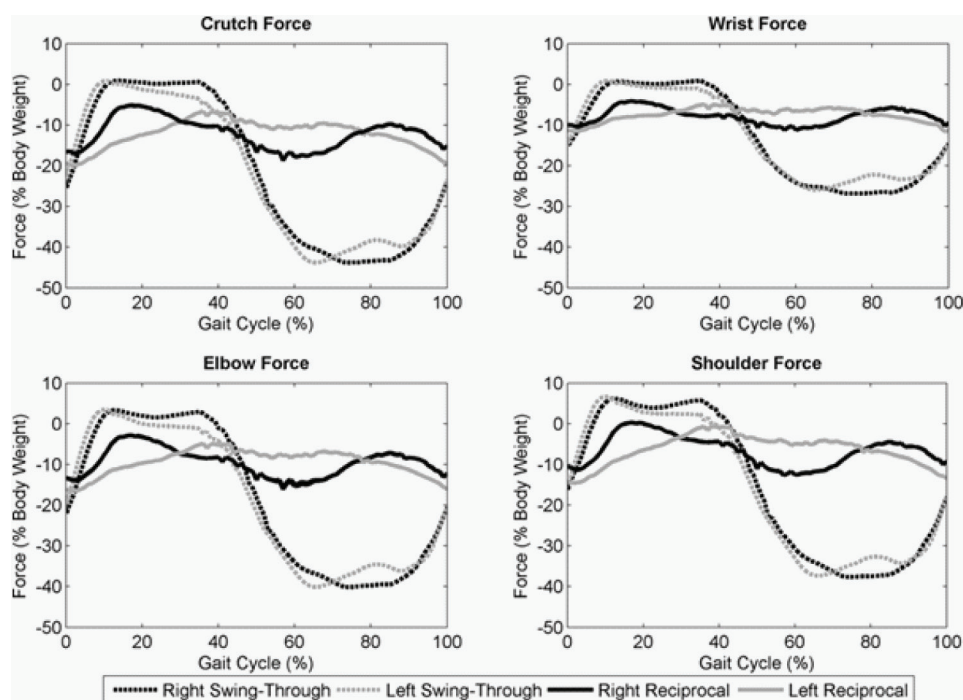 Crutch Force
Force (% Body Weight)
10
0
-10
-20
-30
-40
-50
0 20 40 60 80 100
Gait Cycle (%)
Wrist Force
Force (% Body Weight)
10
0
-10
-20
-30
-40
-50
0 20 40 60 80 100
Gait Cycle (%)
Elbow Force
Force (% Body Weight)
10
0
-10
-20
-30
-40
-50
0 20 40 60 80 100
Gait Cycle (%)
Shoulder Force
Force (% Body Weight)
10
0
-10
-20
-30
-40
-50
0 20 40 60 80 100
Gait Cycle (%)
Right Swing-Through Left Swing-Through Right Reciprocal Left Reciprocal